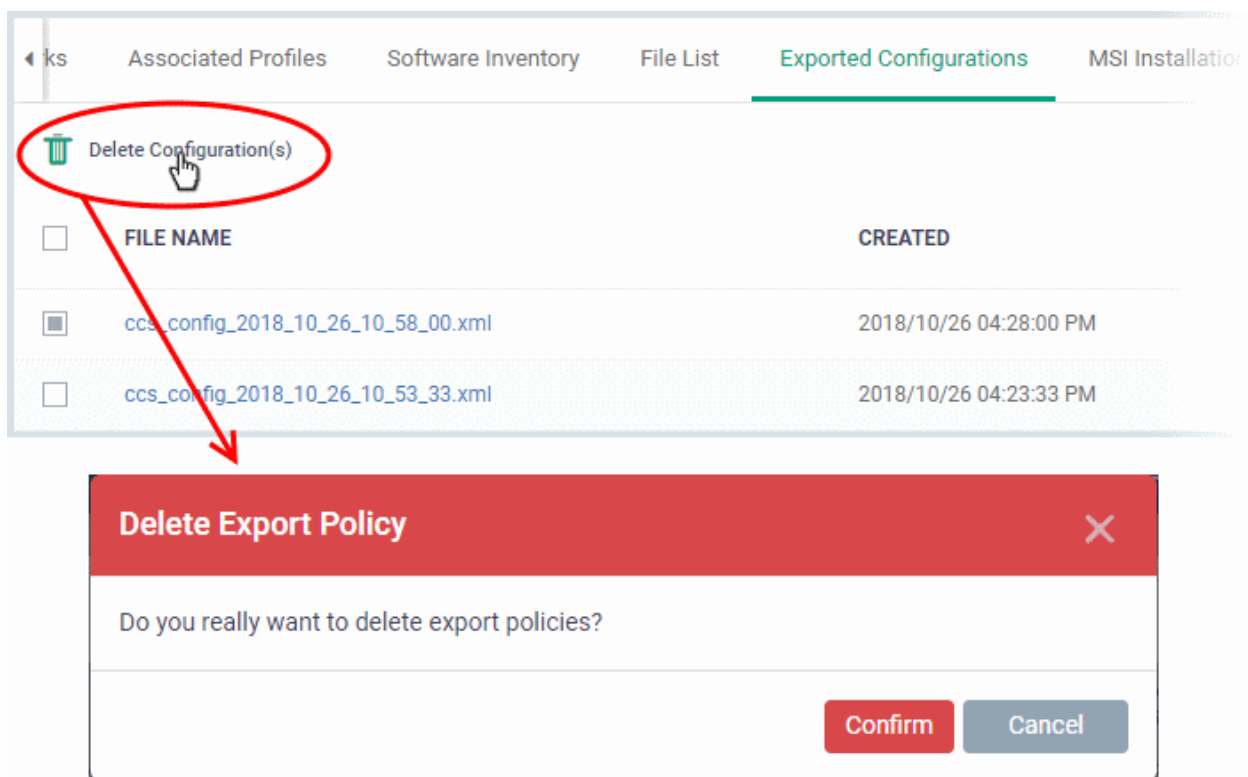 ks Associated Profiles Software Inventory File List Exported Configurations MSI Installation
Delete Configuration(s)
FILE NAME CREATED
ccs_config_2018_10_26_10_58_00.xml 2018/10/26 04:28:00 PM
ccs_config_2018_10_26_10_53_33.xml 2018/10/26 04:23:33 PM
Delete Export Policy
Do you really want to delete export policies?
Confirm Cancel